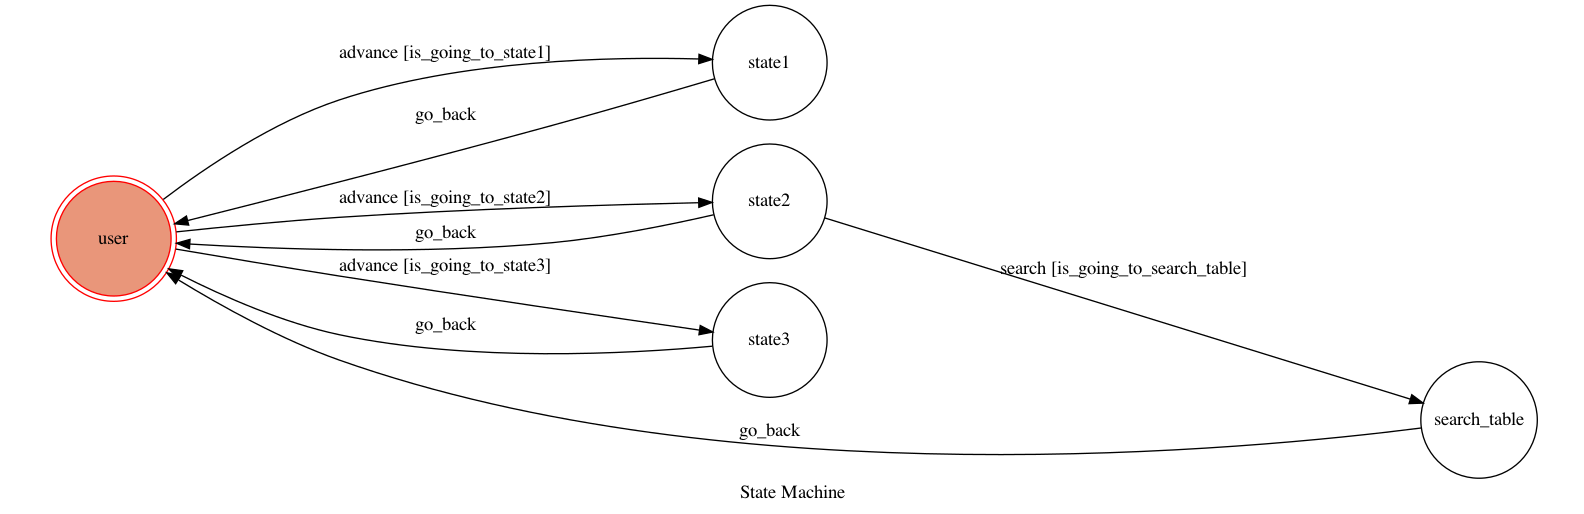 advance [is_going_to_state1]
state1
go_back
advance [is_going_to_state2]
state2
go_back
user
advance [is_going_to_state3]
search [is_going_to_search_table]
go_back
state3
search_table
go_back
State Machine